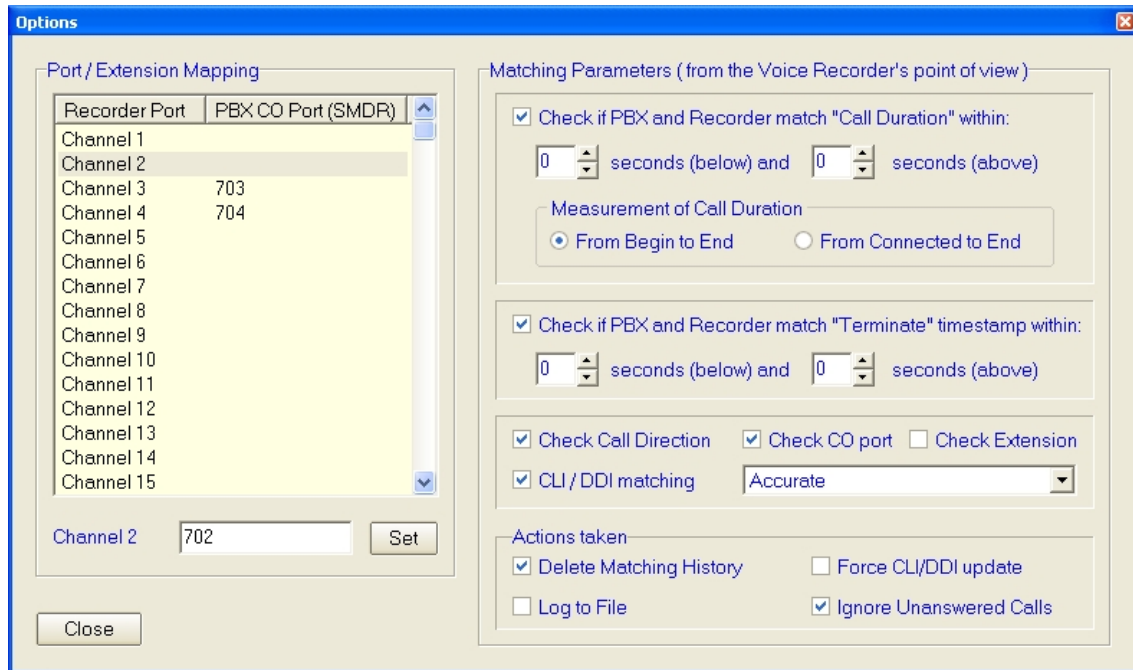 Options
Port / Extension Mapping
Recorder Port PBX CO Port (SMDR)
Channel 1
Channel 2
Channel 3 703
Channel 4 704
Channel 5
Channel 6
Channel 7
Channel 8
Channel 9
Channel 10
Channel 11
Channel 12
Channel 13
Channel 14
Channel 15
Channel 2 702 Set
Close
Matching Parameters ( from the Voice Recorder's point of view )
Check if PBX and Recorder match "Call Duration" within:
0 seconds (below) and 0 seconds (above)
Measurement of Call Duration
From Begin to End From Connected to End
Check if PBX and Recorder match "Terminate" timestamp within:
0 seconds (below) and 0 seconds (above)
Check Call Direction Check CO port Check Extension
CLI / DDI matching Accurate
Actions taken
Delete Matching History Force CLI/DDI update
Log to File Ignore Unanswered Calls